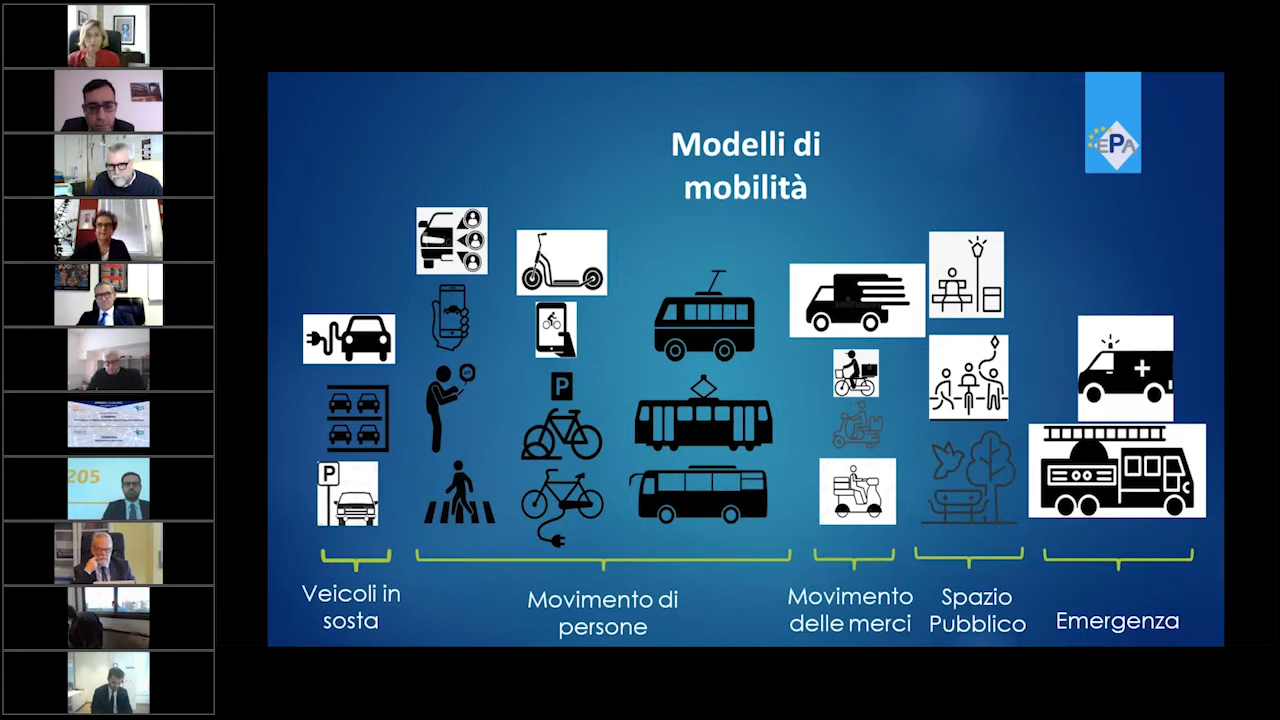 Modelli di
mobilità
EPA
P
P
205
Veicoli in
sosta
Movimento di
persone
Movimento
delle merci
Spazio
Pubblico
Emergenza